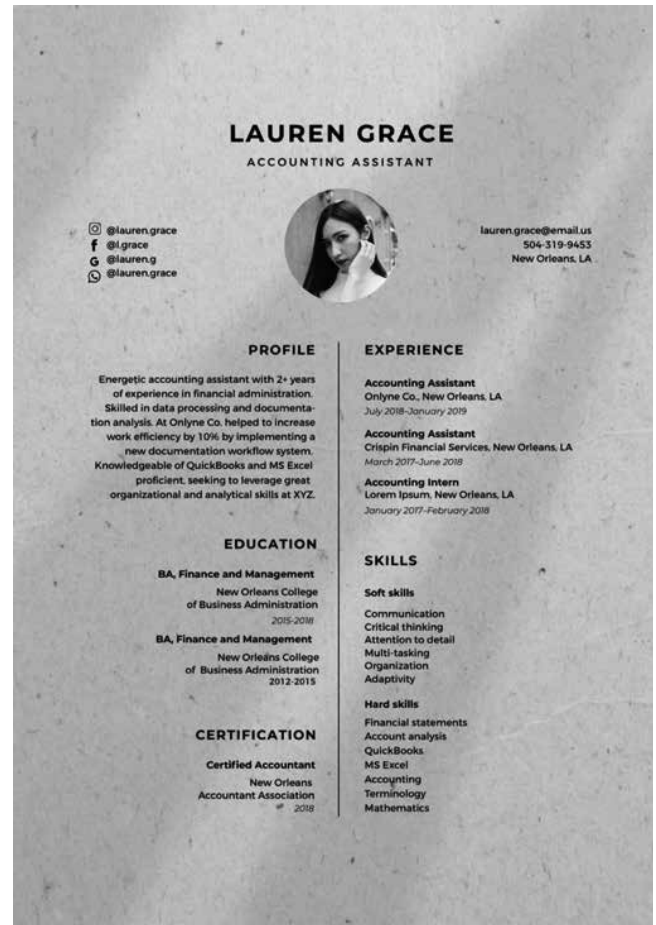 LAUREN GRACE
ACCOUNTING ASSISTANT
@lauren.grace
@l.grace
@lauren.g
@lauren.grace
lauren.grace@email.us
504-319-9453
New Orleans, LA
PROFILE
Energetic accounting assistant with 2+ years
of experience in financial administration.
Skilled in data processing and documenta-
tion analysis. At Onlyne Co. helped to increase
work efficiency by 10% by implementing a
new documentation workflow system.
Knowledgeable of QuickBooks and MS Excel
proficient, seeking to leverage great
organizational and analytical skills at XYZ.
EDUCATION
BA, Finance and Management
New Orleans College
of Business Administration
2015-2018
BA, Finance and Management
New Orleans College
of Business Administration
2012-2015
CERTIFICATION
Certified Accountant
New Orleans
Accountant Association
2018
EXPERIENCE
Accounting Assistant
Onlyne Co., New Orleans, LA
July 2018–January 2019
Accounting Assistant
Crispin Financial Services, New Orleans, LA
March 2017–June 2018
Accounting Intern
Lorem Ipsum, New Orleans, LA
January 2017–February 2018
SKILLS
Soft skills
Communication
Critical thinking
Attention to detail
Multi-tasking
Organization
Adaptivity
Hard skills
Financial statements
Account analysis
QuickBooks
MS Excel
Accounting
Terminology
Mathematics